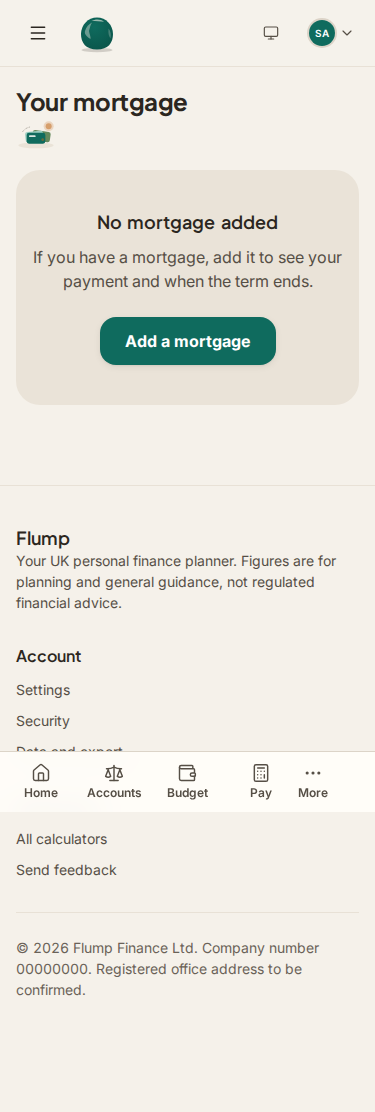 SA
Your mortgage
No mortgage added
If you have a mortgage, add it to see your
payment and when the term ends.
Add a mortgage
Flump
Your UK personal finance planner. Figures are for
planning and general guidance, not regulated
financial advice.
Account
Settings
Security
Data and export
Home Accounts Budget Pay More
All calculators
Send feedback
© 2026 Flump Finance Ltd. Company number
00000000. Registered office address to be
confirmed.